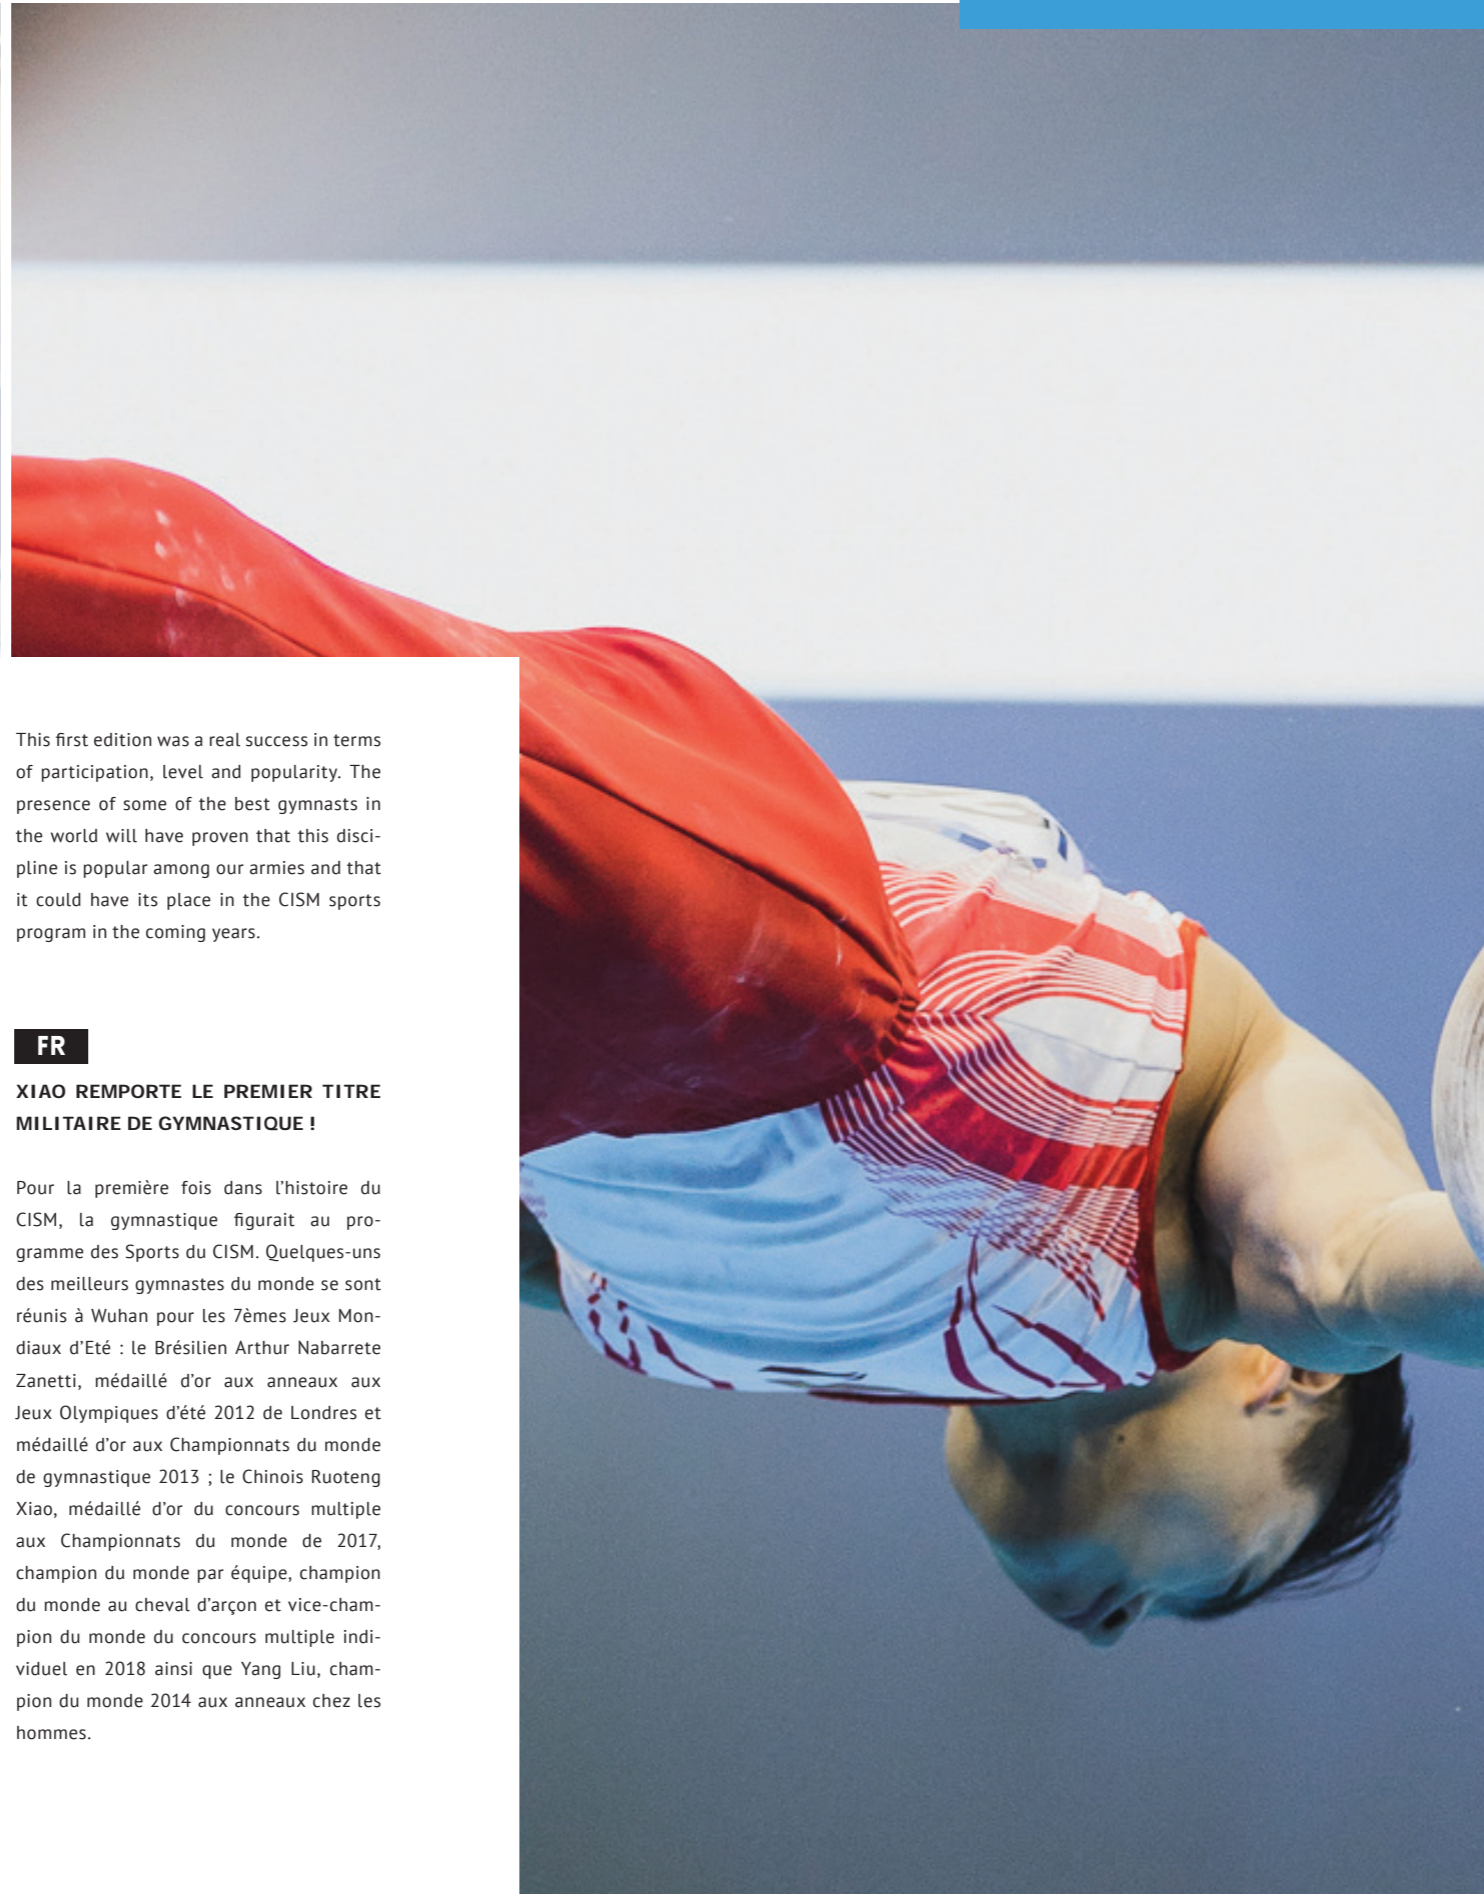 This first edition was a real success in terms
of participation, level and popularity. The
presence of some of the best gymnasts in
the world will have proven that this disci-
pline is popular among our armies and that
it could have its place in the CISM sports
program in the coming years.
FR
XIAO REMPORTE LE PREMIER TITRE
MILITAIRE DE GYMNASTIQUE !
Pour la première fois dans l’histoire du
CISM, la gymnastique figurait au pro-
gramme des Sports du CISM. Quelques-uns
des meilleurs gymnastes du monde se sont
réunis à Wuhan pour les 7èmes Jeux Mon-
diaux d’Eté : le Brésilien Arthur Nabarrete
Zanetti, médaillé d’or aux anneaux aux
Jeux Olympiques d’été 2012 de Londres et
médaillé d’or aux Championnats du monde
de gymnastique 2013 ; le Chinois Ruoteng
Xiao, médaillé d’or du concours multiple
aux Championnats du monde de 2017,
champion du monde par équipe, champion
du monde au cheval d’arçon et vice-cham-
pion du monde du concours multiple indi-
viduel en 2018 ainsi que Yang Liu, cham-
pion du monde 2014 aux anneaux chez les
hommes.